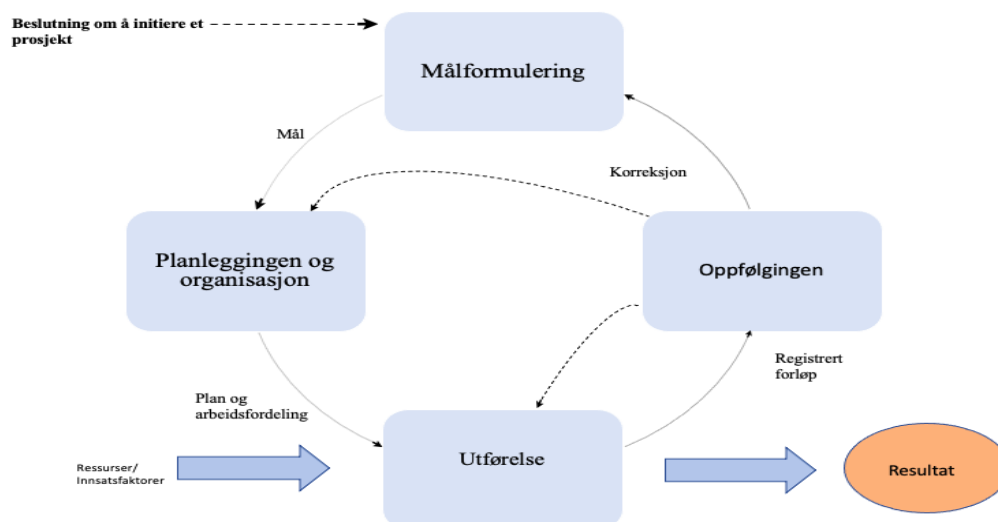 Beslutning om å initiere et
prosjekt
Målformulering
Mål
Korreksjon
Planleggingen og
organisasjon
Oppfølgingen
Registrert
forløp
Plan og
arbeidsfordeling
Ressurser/
Innsatsfaktorer
Utførelse
Resultat